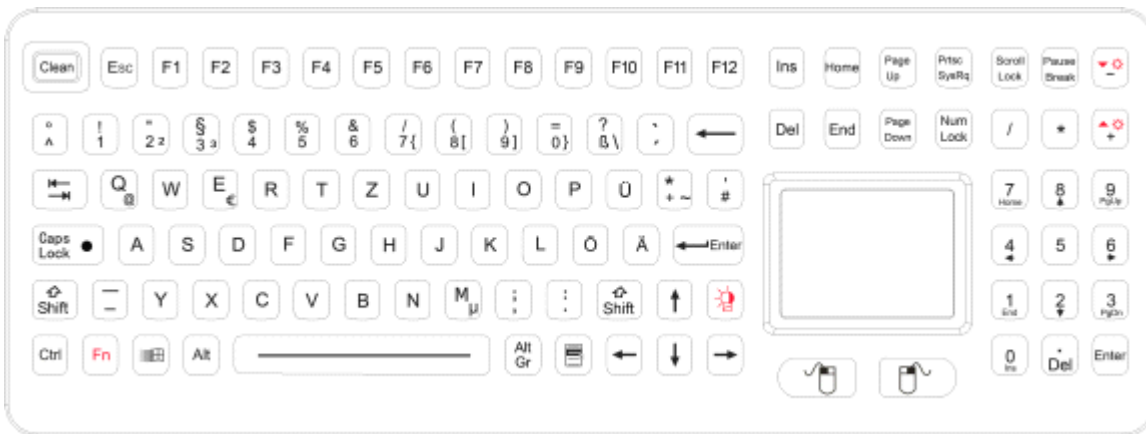 Clean Esc F1 F2 F3 F4 F5 F6 F7 F8 F9 F10 F11 F12 Ins Home Page Up Prtsc SysRq Scroll Lock Pause Break −
° ^ ! 1 " 2 ² § 3 ³ $ 4 % 5 & 6 / 7 { ( 8 [ ) 9 ] = 0 } ? ß \ ` ´ ← Del End Page Down Num Lock / * +
Q @ W E € R T Z U I O P Ü * + ~ ' # 7 Home 8 ▲ 9 PgUp
Caps Lock ● A S D F G H J K L Ö Ä Enter 4 ◄ 5 6 ►
Shift _ – Y X C V B N M µ ; , : . Shift ↑ 1 End 2 ▼ 3 PgDn
Ctrl Fn Alt Alt Gr ← ↓ → 0 Ins . Del Enter